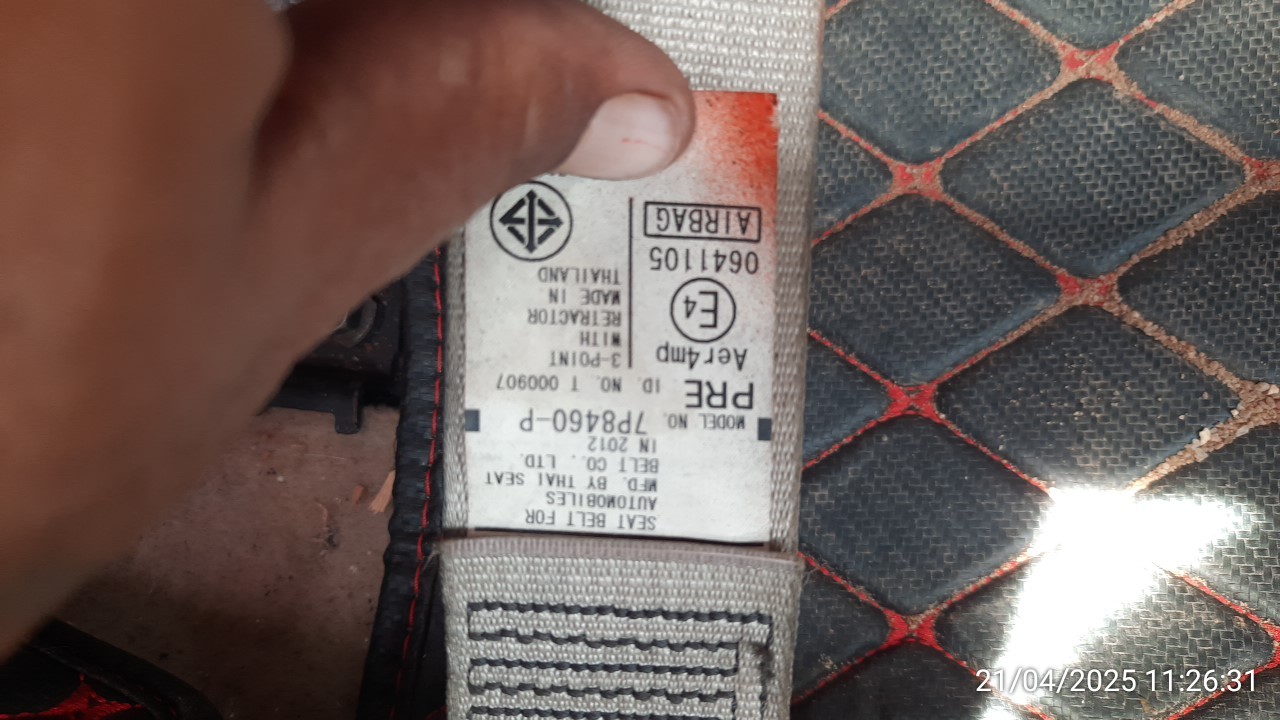 SEAT BELT FOR
AUTOMOBILES
MFD. BY THAI SEAT
BELT CO., LTD.
IN 2012
MODEL NO. 7P8460-P
PRE ID. NO. T 000907
Aer4mp
E4
0641105
AIRBAG
3-POINT
WITH
RETRACTOR
MADE IN
THAILAND
21/04/2025 11:26:31